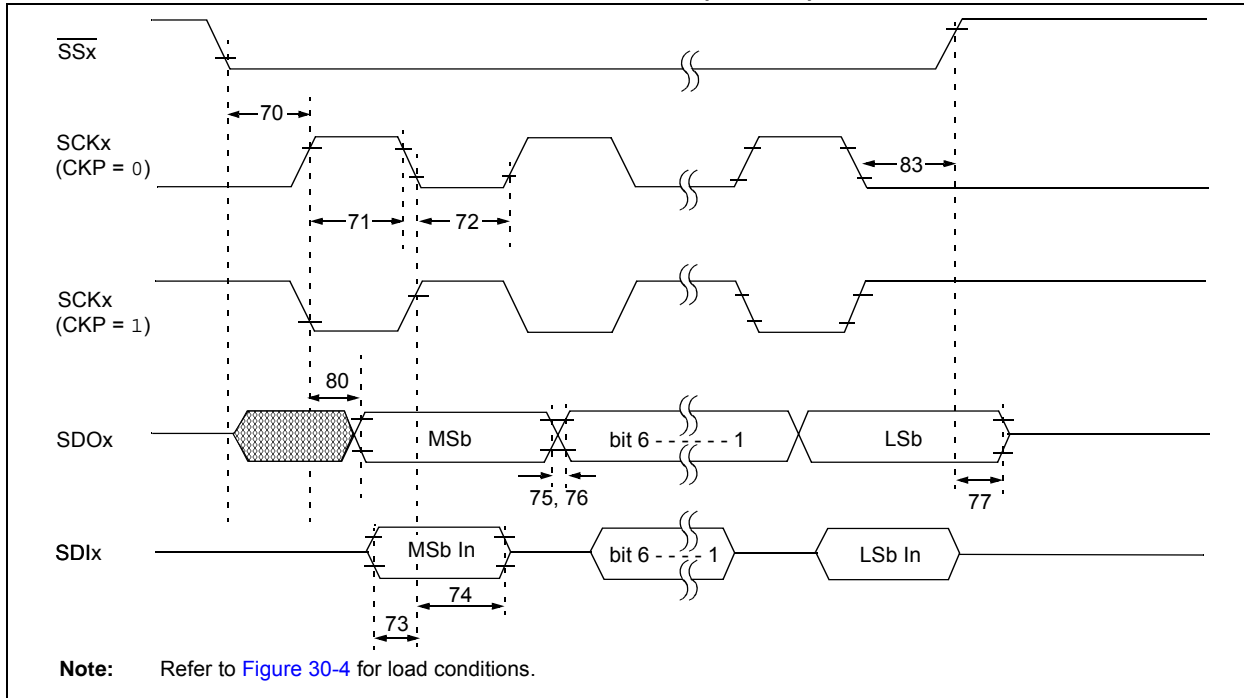 SSx
70
SCKx
(CKP = 0)
83
71
72
SCKx
(CKP = 1)
80
SDOx
MSb
bit 6 - - - - - - 1
LSb
75, 76
77
SDIx
MSb In
bit 6 - - - - - 1
LSb In
74
73
Note: Refer to Figure 30-4 for load conditions.